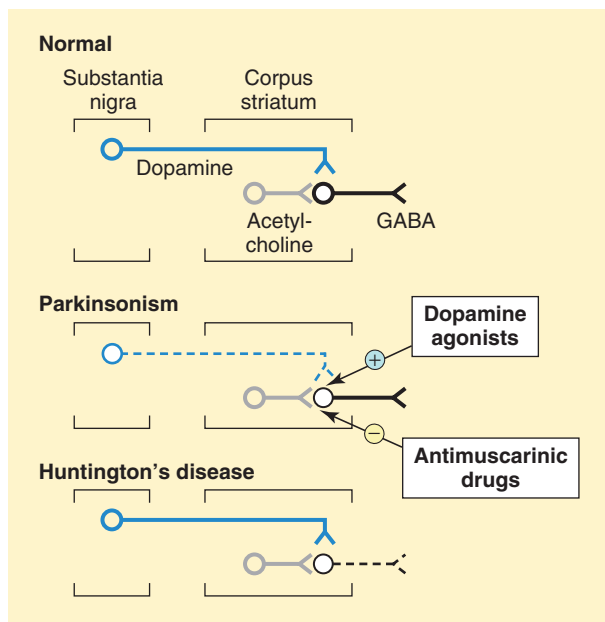 Normal
Substantia
nigra
Corpus
striatum
Dopamine
Acetyl-
choline
GABA
Parkinsonism
Dopamine
agonists
+
−
Antimuscarinic
drugs
Huntington's disease